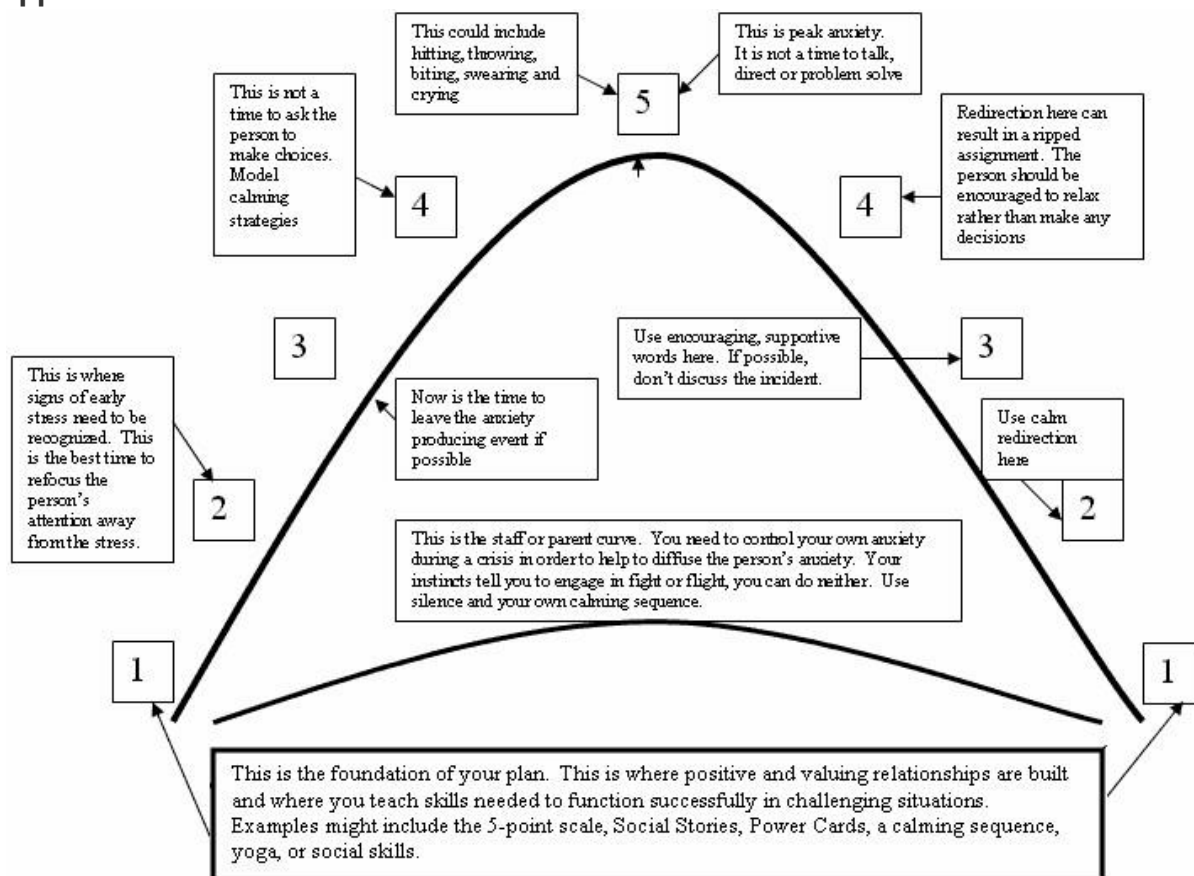 This could include
hitting, throwing,
biting, swearing and
crying
This is peak anxiety.
It is not a time to talk,
direct or problem solve
5
This is not a
time to ask the
person to
make choices.
Model
calming
strategies
4
Redirection here can
result in a ripped
assignment. The
person should be
encouraged to relax
rather than make any
decisions
4
3
Use encouraging, supportive
words here. If possible,
don't discuss the incident.
3
This is where
signs of early
stress need to be
recognized. This
is the best time to
refocus the
person's
attention away
from the stress.
Now is the time to
leave the anxiety
producing event if
possible
Use calm
redirection
here
2
2
This is the staff or parent curve. You need to control your own anxiety
during a crisis in order to help to diffuse the person's anxiety. Your
instincts tell you to engage in fight or flight, you can do neither. Use
silence and your own calming sequence.
1
1
This is the foundation of your plan. This is where positive and valuing relationships are built
and where you teach skills needed to function successfully in challenging situations.
Examples might include the 5-point scale, Social Stories, Power Cards, a calming sequence,
yoga, or social skills.